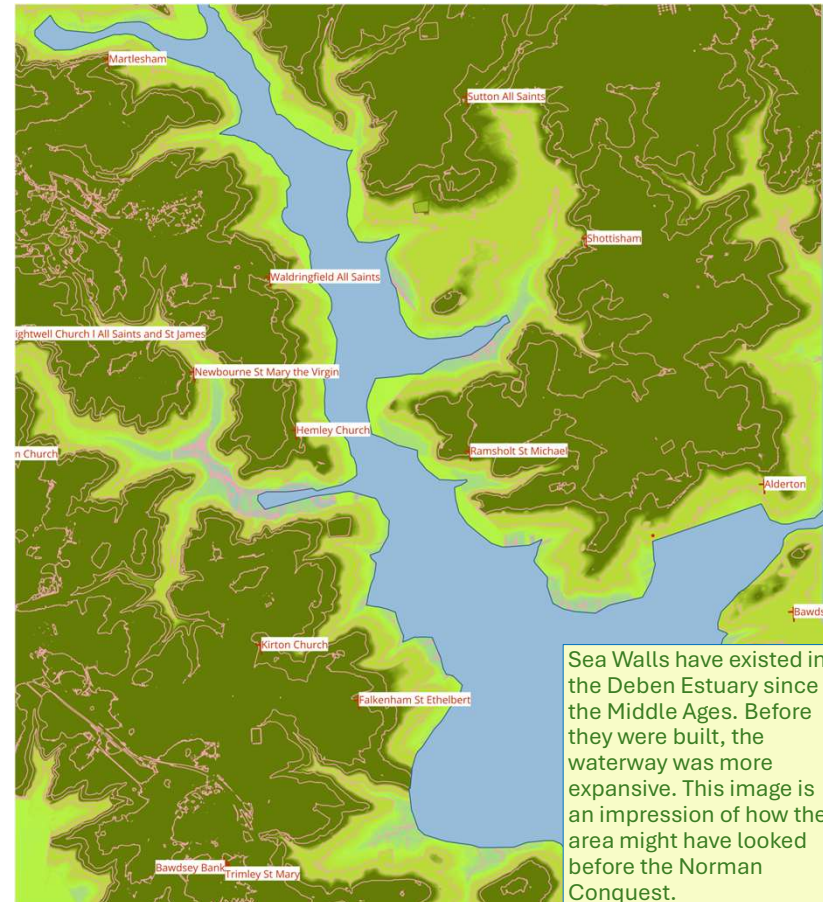 Martlesham
Sutton All Saints
Shottisham
Waldringfield All Saints
ightwell Church l All Saints and St James
Newbourne St Mary the Virgin
Hemley Church
m Church
Ramsholt St Michael
Alderton
Bawds
Kirton Church
Falkenham St Ethelbert
Bawdsey Bank
Trimley St Mary
Sea Walls have existed in
the Deben Estuary since
the Middle Ages. Before
they were built, the
waterway was more
expansive. This image is
an impression of how the
area might have looked
before the Norman
Conquest.